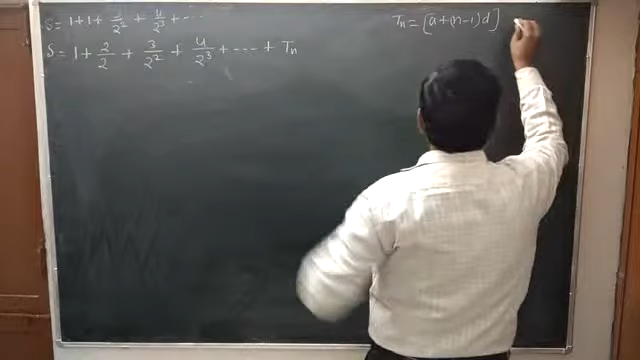 S = 1 + 1 + 3/2² + 4/2³ + ...
S = 1 + 2/2 + 3/2² + 4/2³ + ---- + Tn
Tn = [a+(n-1)d]